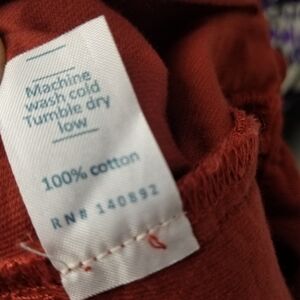 Machine
wash cold
Tumble dry
low
100% cotton
RN# 140892